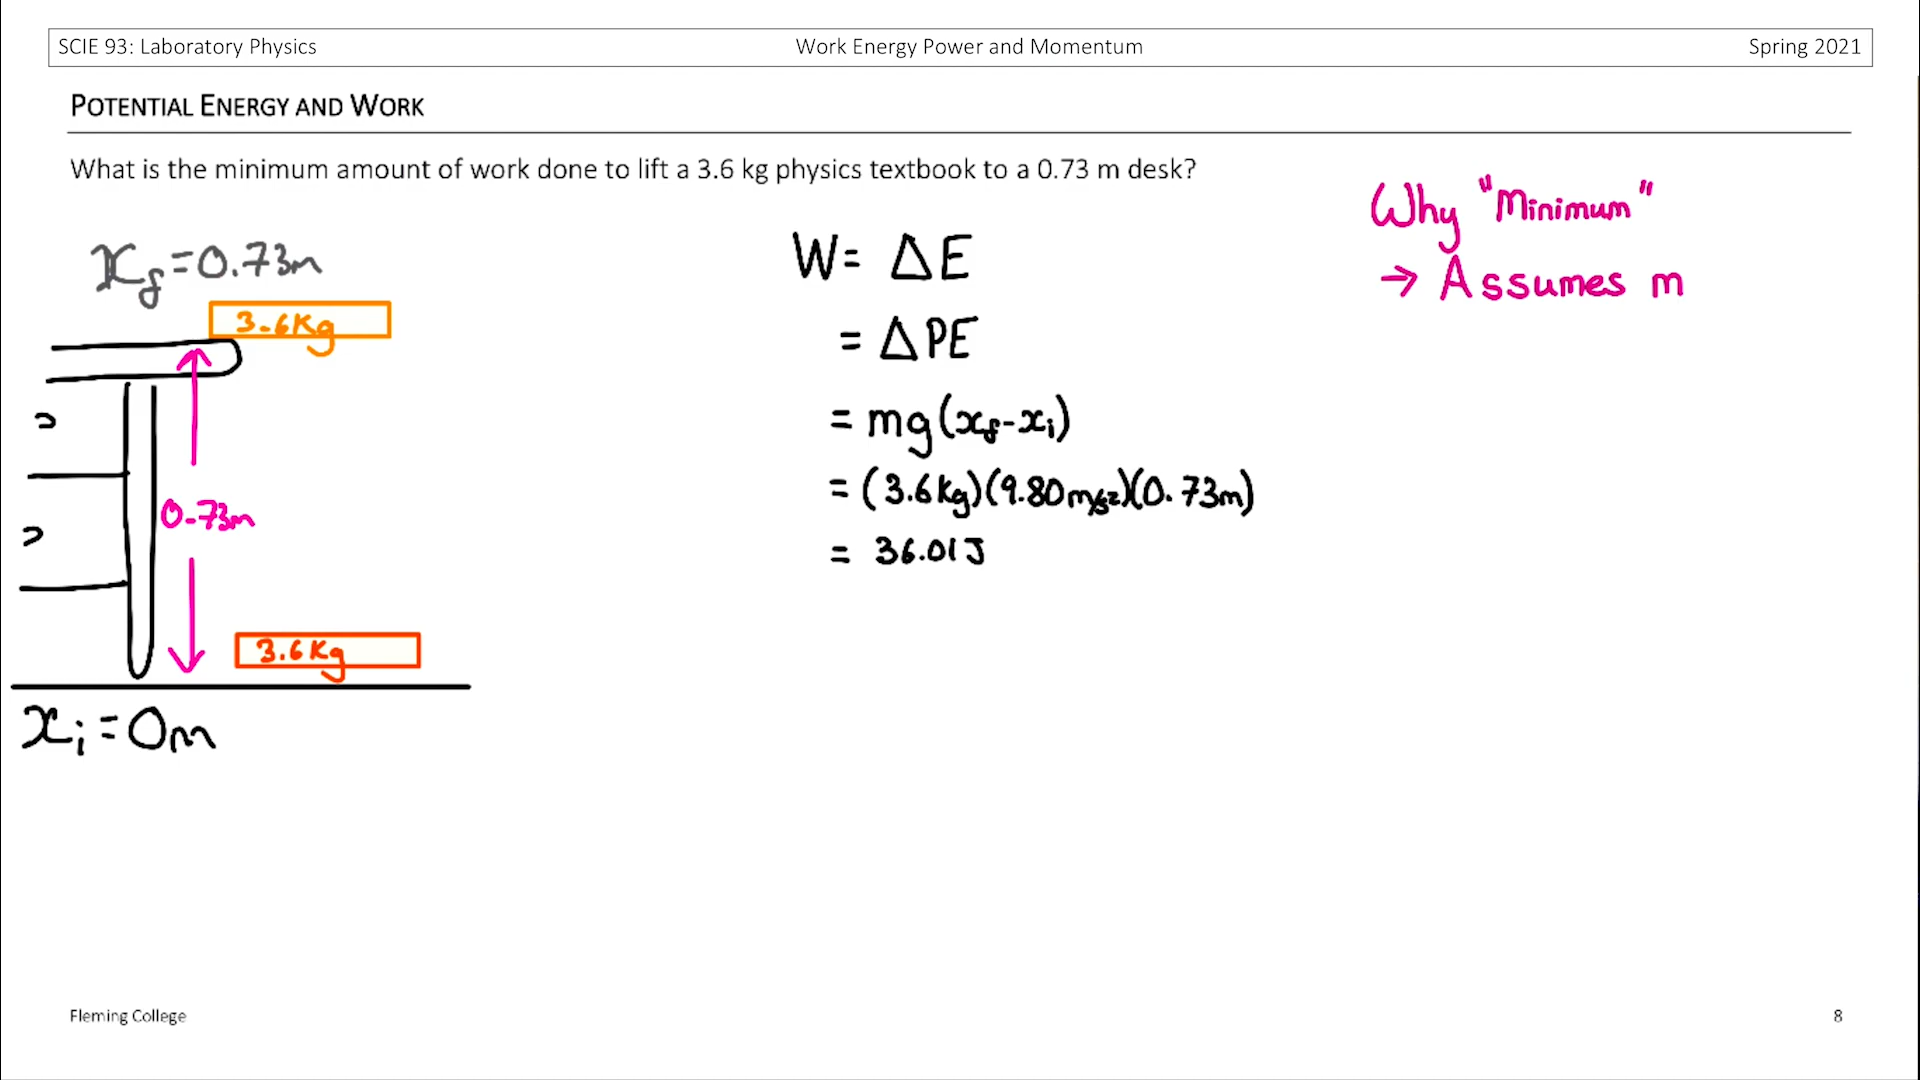 SCIE 93: Laboratory Physics
Work Energy Power and Momentum
Spring 2021
POTENTIAL ENERGY AND WORK
What is the minimum amount of work done to lift a 3.6 kg physics textbook to a 0.73 m desk?
xf=0.73m
3.6Kg
0.73m
3.6Kg
xi=0m
W= ΔE
= ΔPE
= mg(xf-xi)
= (3.6kg)(9.80m/s2)(0.73m)
= 36.01J
Why "Minimum"
→ Assumes m
Fleming College
8